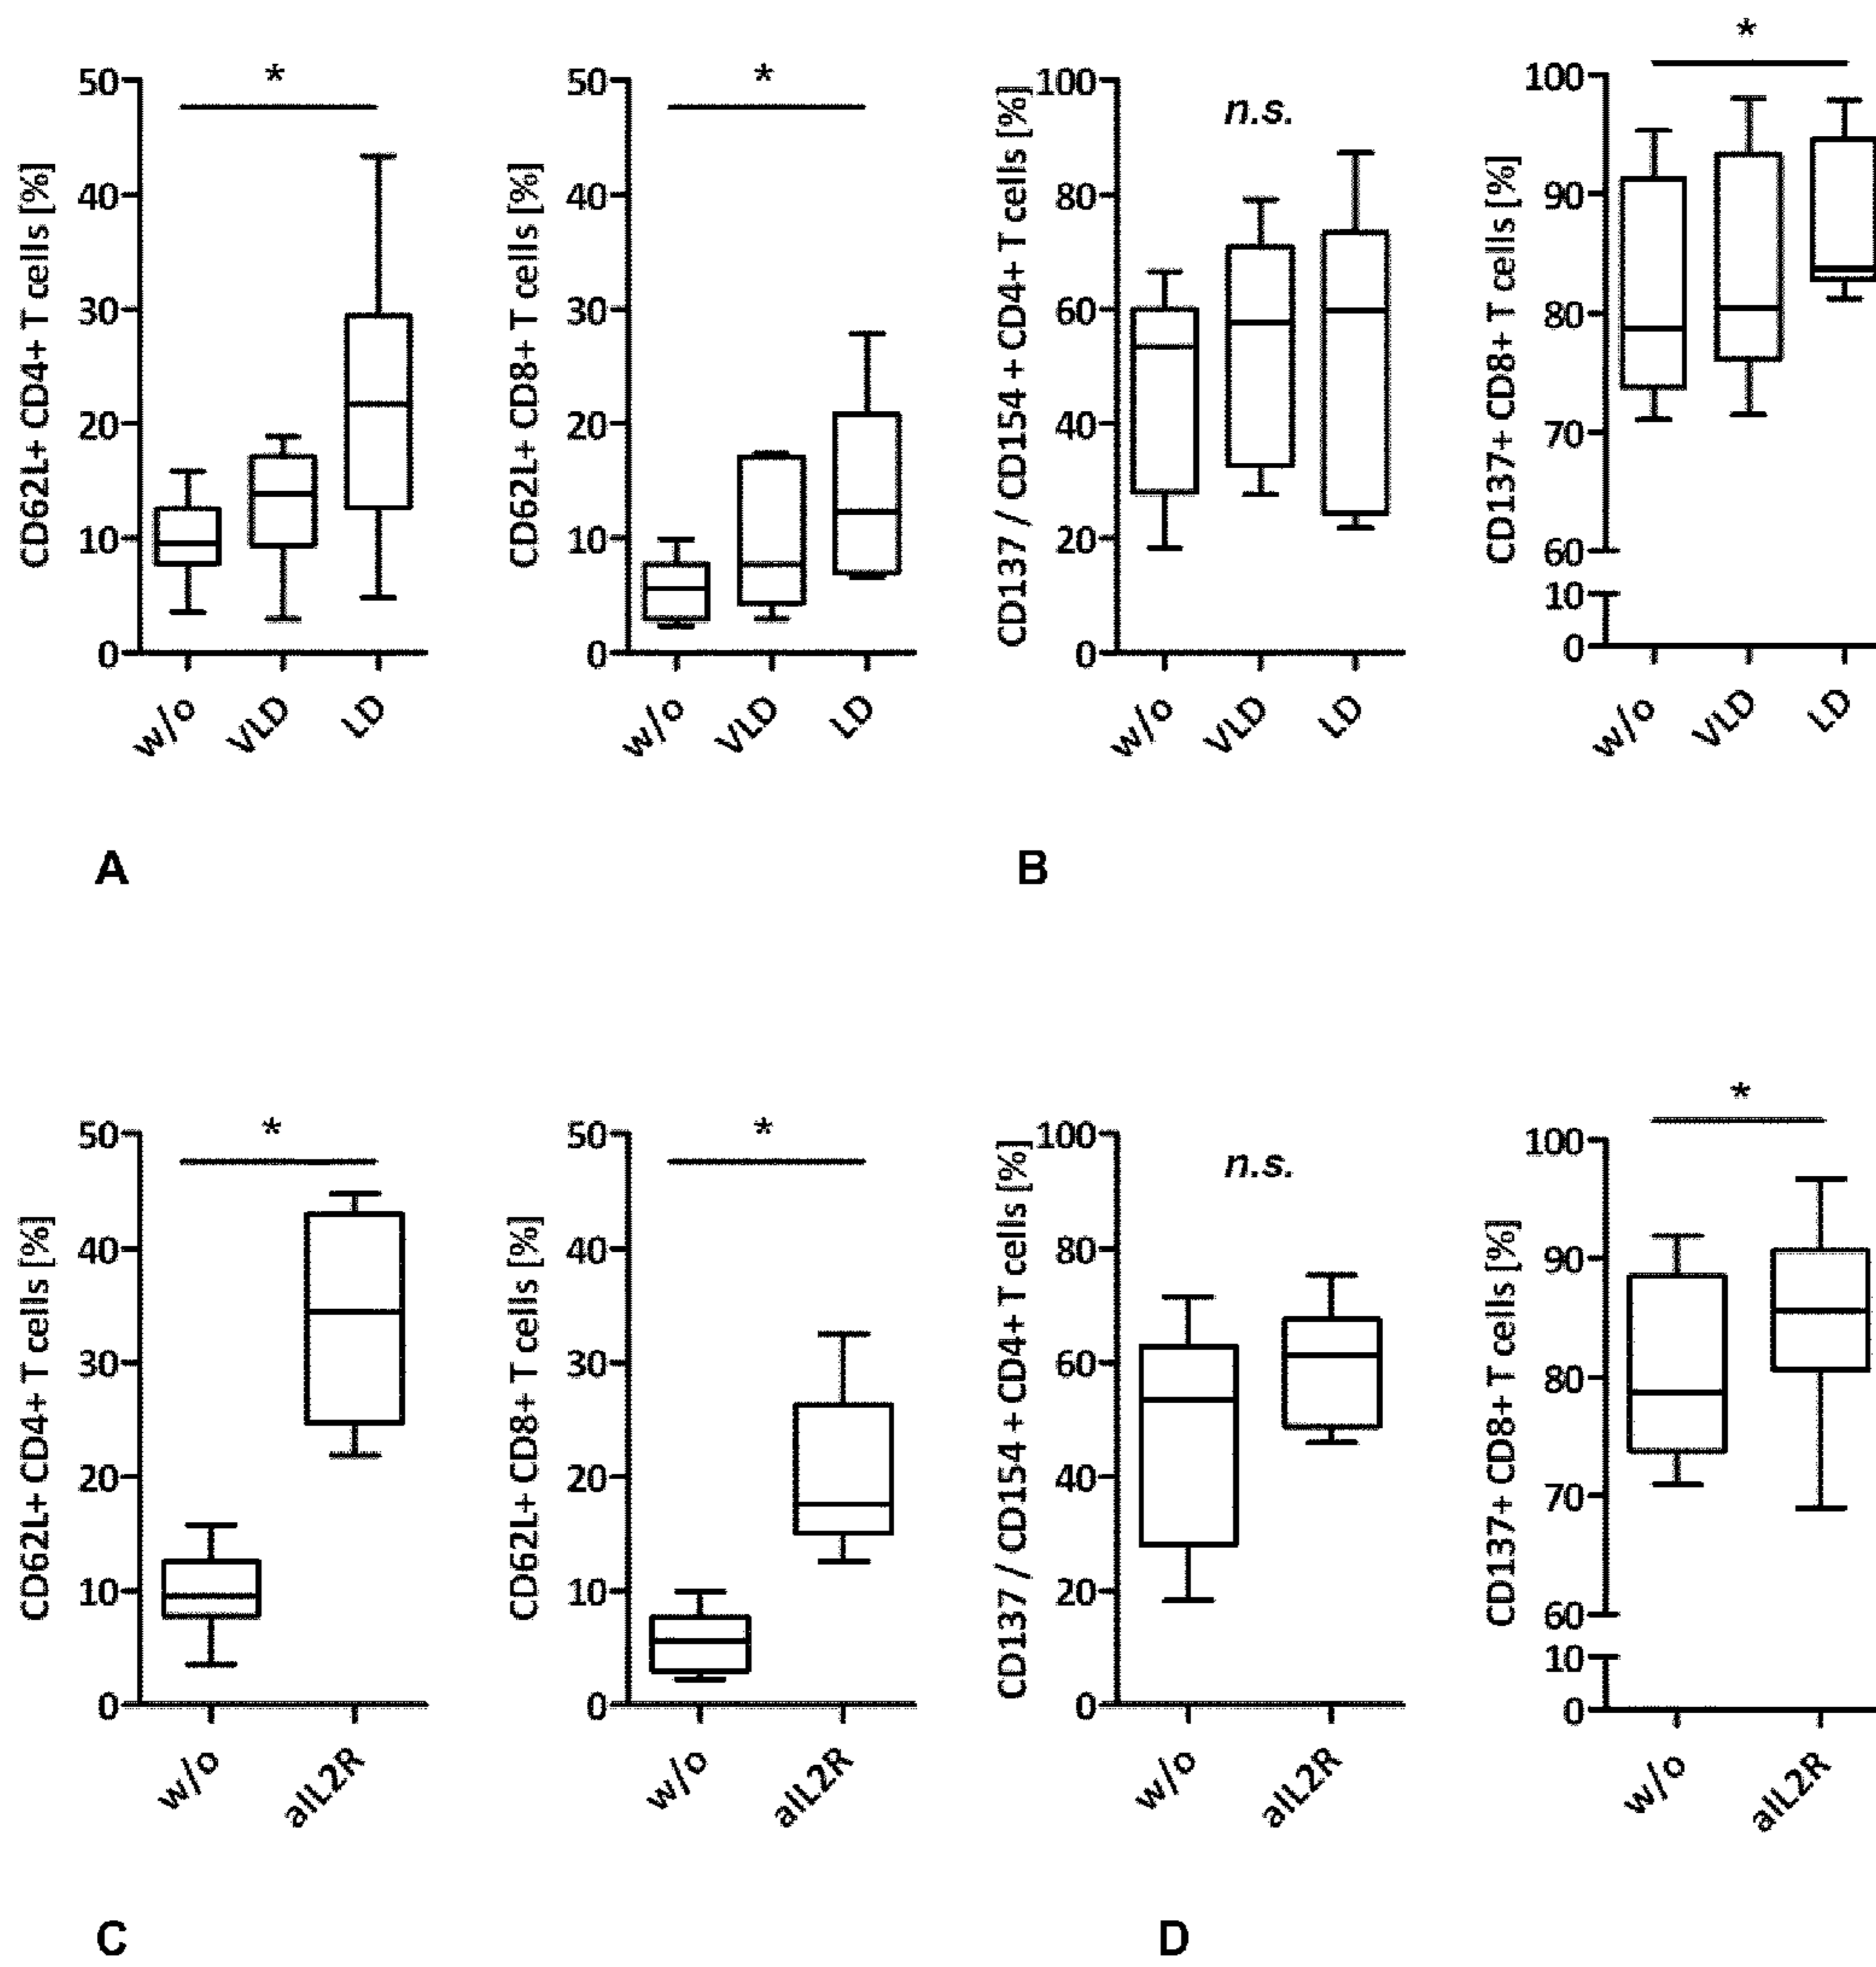 *
CD62L+ CD4+ T cells [%]
50
40
30
20
10
0
w/o
VLD
LD
*
CD62L+ CD8+ T cells [%]
50
40
30
20
10
0
w/o
VLD
LD
n.s.
CD137 / CD154 + CD4+ T cells [%]
100
80
60
40
20
0
w/o
VLD
LD
*
CD137+ CD8+ T cells [%]
100
90
80
70
60
10
0
w/o
VLD
LD
A
B
*
CD62L+ CD4+ T cells [%]
50
40
30
20
10
0
w/o
aIL2R
*
CD62L+ CD8+ T cells [%]
50
40
30
20
10
0
w/o
aIL2R
n.s.
CD137 / CD154 + CD4+ T cells [%]
100
80
60
40
20
0
w/o
aIL2R
*
CD137+ CD8+ T cells [%]
100
90
80
70
60
10
0
w/o
aIL2R
C
D